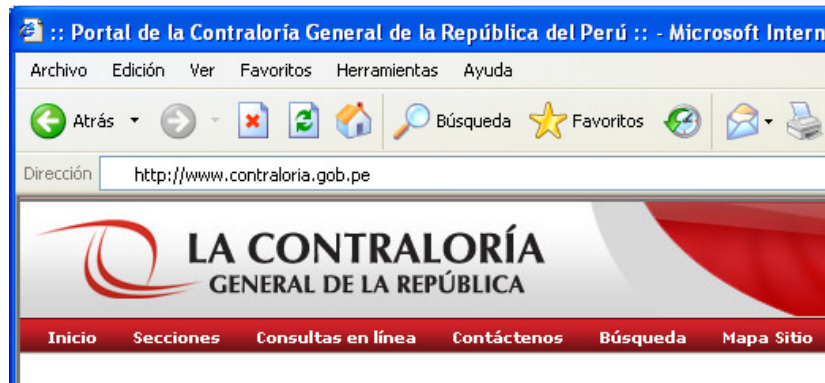 :: Portal de la Contraloría General de la República del Perú :: - Microsoft Intern
Archivo Edición Ver Favoritos Herramientas Ayuda
Atrás Búsqueda Favoritos
Dirección http://www.contraloria.gob.pe
LA CONTRALORÍA
GENERAL DE LA REPÚBLICA
Inicio Secciones Consultas en línea Contáctenos Búsqueda Mapa Sitio